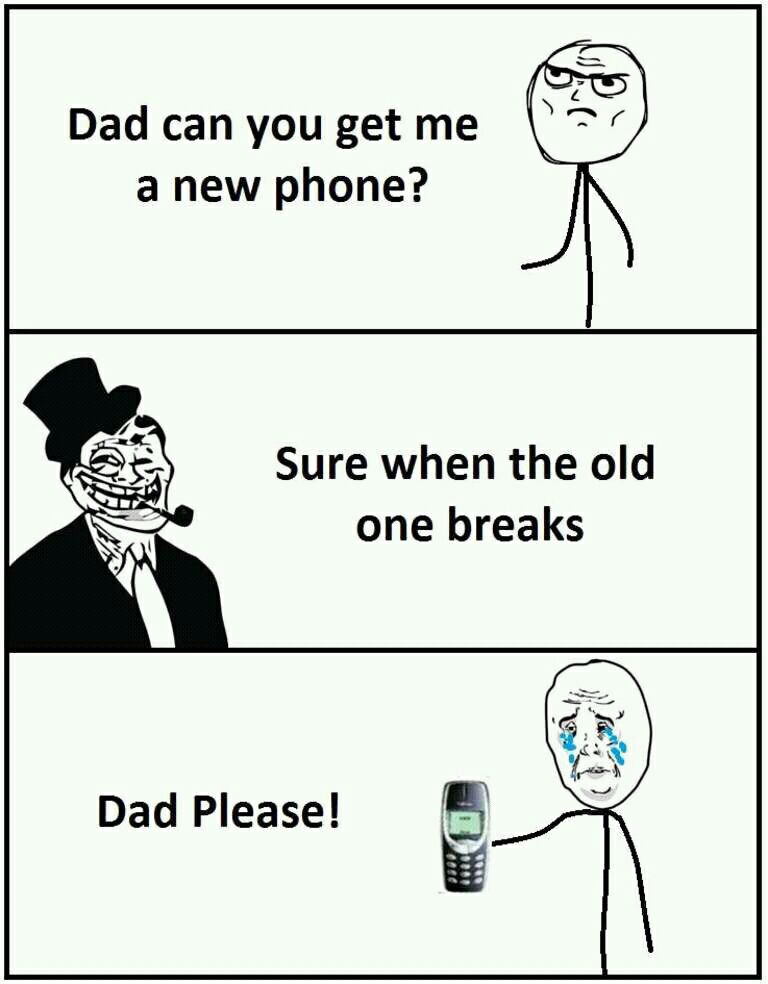 Dad can you get me
a new phone?
Sure when the old
one breaks
Dad Please!